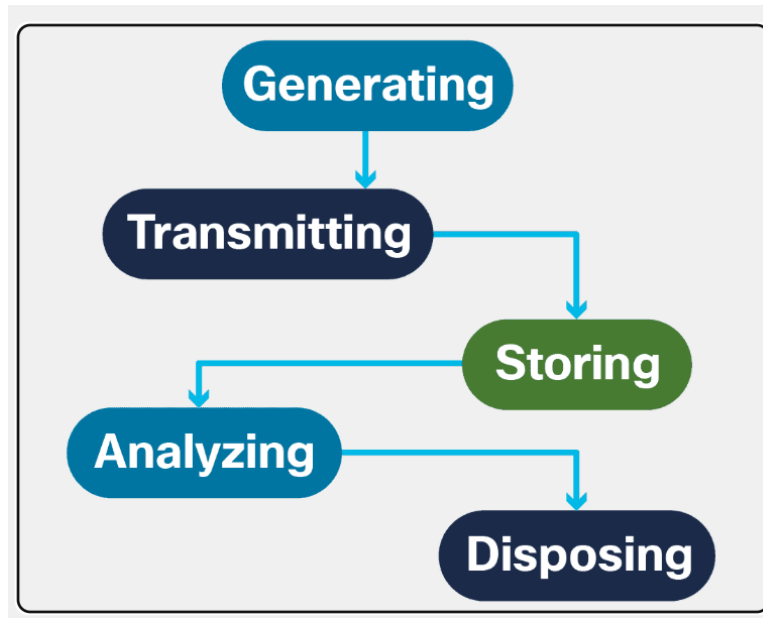 Generating
Transmitting
Storing
Analyzing
Disposing